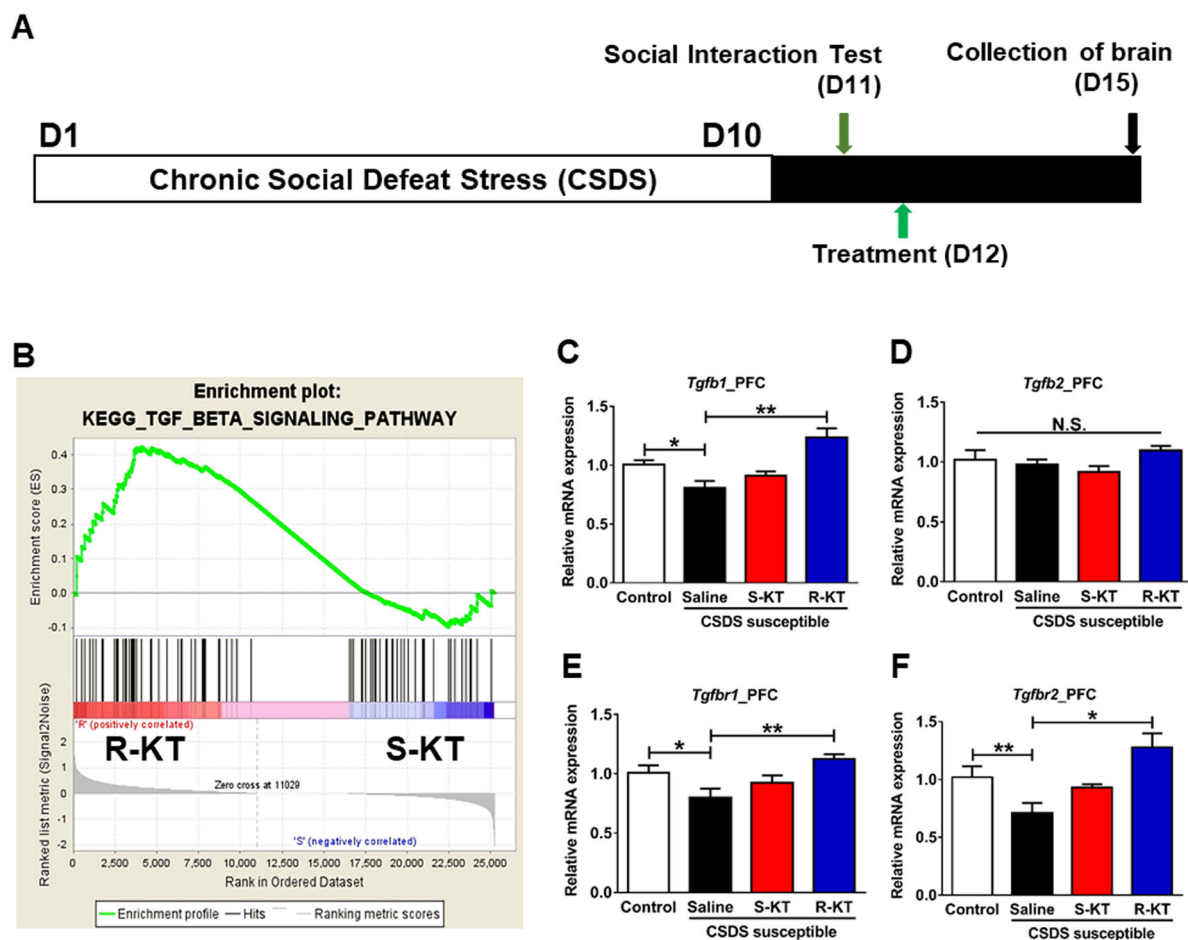 A
Social Interaction Test
(D11)
Collection of brain
(D15)
D1
D10
Chronic Social Defeat Stress (CSDS)
Treatment (D12)
B
Enrichment plot:
KEGG_TGF_BETA_SIGNALING_PATHWAY
Enrichment score (ES)
0.4
0.3
0.2
0.1
0.0
-0.1
'R' (positively correlated)
R-KT
S-KT
Zero cross at 11029
'S' (negatively correlated)
Ranked list metric (Signal2Noise)
2
1
0
-1
-2
0
2,500
5,000
7,500
10,000
12,500
15,000
17,500
20,000
22,500
25,000
Rank in Ordered Dataset
Enrichment profile
Hits
Ranking metric scores
C
Tgfb1_PFC
Relative mRNA expression
1.5
1.0
0.5
0.0
*
**
Control
Saline
S-KT
R-KT
CSDS susceptible
D
Tgfb2_PFC
Relative mRNA expression
1.5
1.0
0.5
0.0
N.S.
Control
Saline
S-KT
R-KT
CSDS susceptible
E
Tgfbr1_PFC
Relative mRNA expression
1.5
1.0
0.5
0.0
*
**
Control
Saline
S-KT
R-KT
CSDS susceptible
F
Tgfbr2_PFC
Relative mRNA expression
1.5
1.0
0.5
0.0
**
*
Control
Saline
S-KT
R-KT
CSDS susceptible